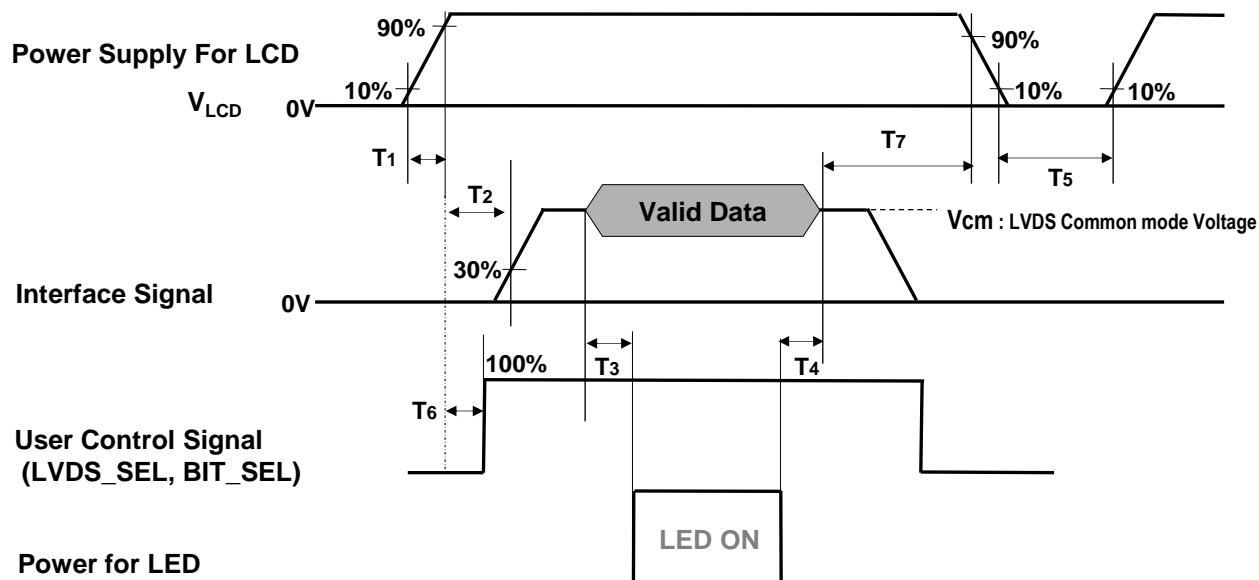 90%
90%
Power Supply For LCD
10%
10%
10%
VLCD
0V
T1
T7
T2
T5
Valid Data
Vcm : LVDS Common mode Voltage
30%
Interface Signal
0V
T3
T4
100%
T6
User Control Signal
(LVDS_SEL, BIT_SEL)
LED ON
Power for LED